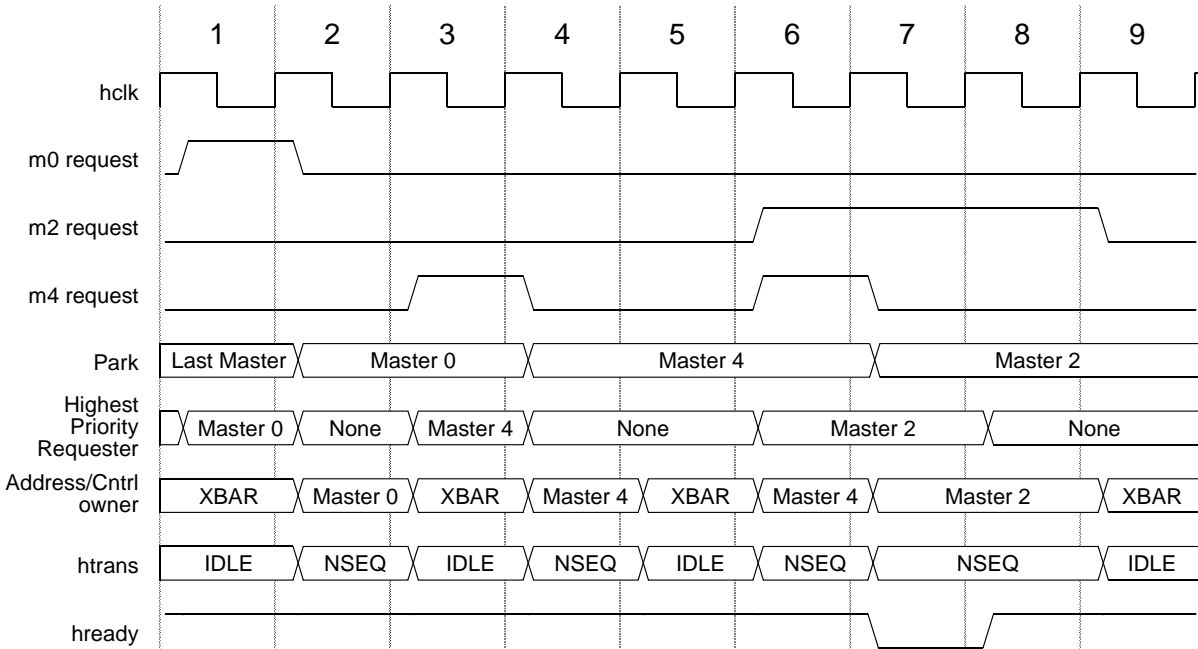 1 2 3 4 5 6 7 8 9
hclk
m0 request
m2 request
m4 request
Park Last Master Master 0 Master 4 Master 2
Highest
Priority
Requester
Master 0 None Master 4 None Master 2 None
Address/Cntrl
owner
XBAR Master 0 XBAR Master 4 XBAR Master 4 Master 2 XBAR
htrans IDLE NSEQ IDLE NSEQ IDLE NSEQ NSEQ IDLE
hready